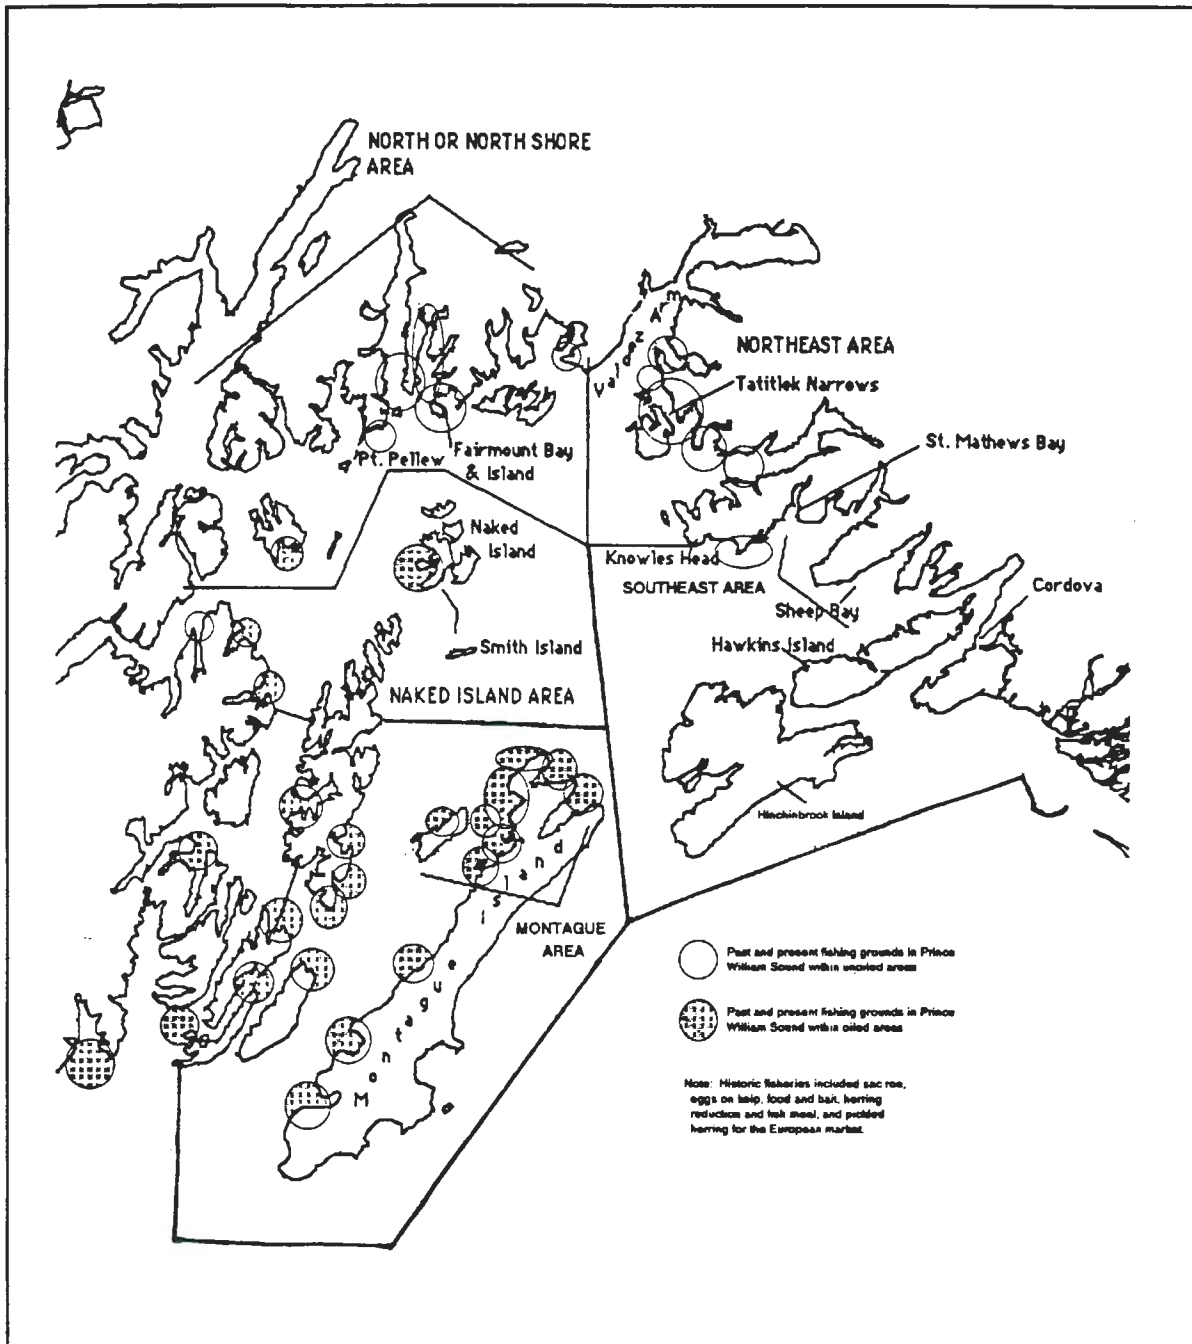 NORTH OR NORTH SHORE
AREA
Valdez Arm
NORTHEAST AREA
Tatitlek Narrows
St. Mathews Bay
Pt. Pellew
Fairmount Bay
& Island
Naked
Island
Knowles Head
SOUTHEAST AREA
Cordova
Sheep Bay
Hawkins Island
Smith Island
NAKED ISLAND AREA
Hinchinbrook Island
Montague Island
MONTAGUE
AREA
Past and present fishing grounds in Prince
William Sound within unoiled areas
Past and present fishing grounds in Prince
William Sound within oiled areas
Note: Historic fisheries included sac roe,
eggs on kelp, food and bait, herring
reduction and fish meal, and pickled
herring for the European market.